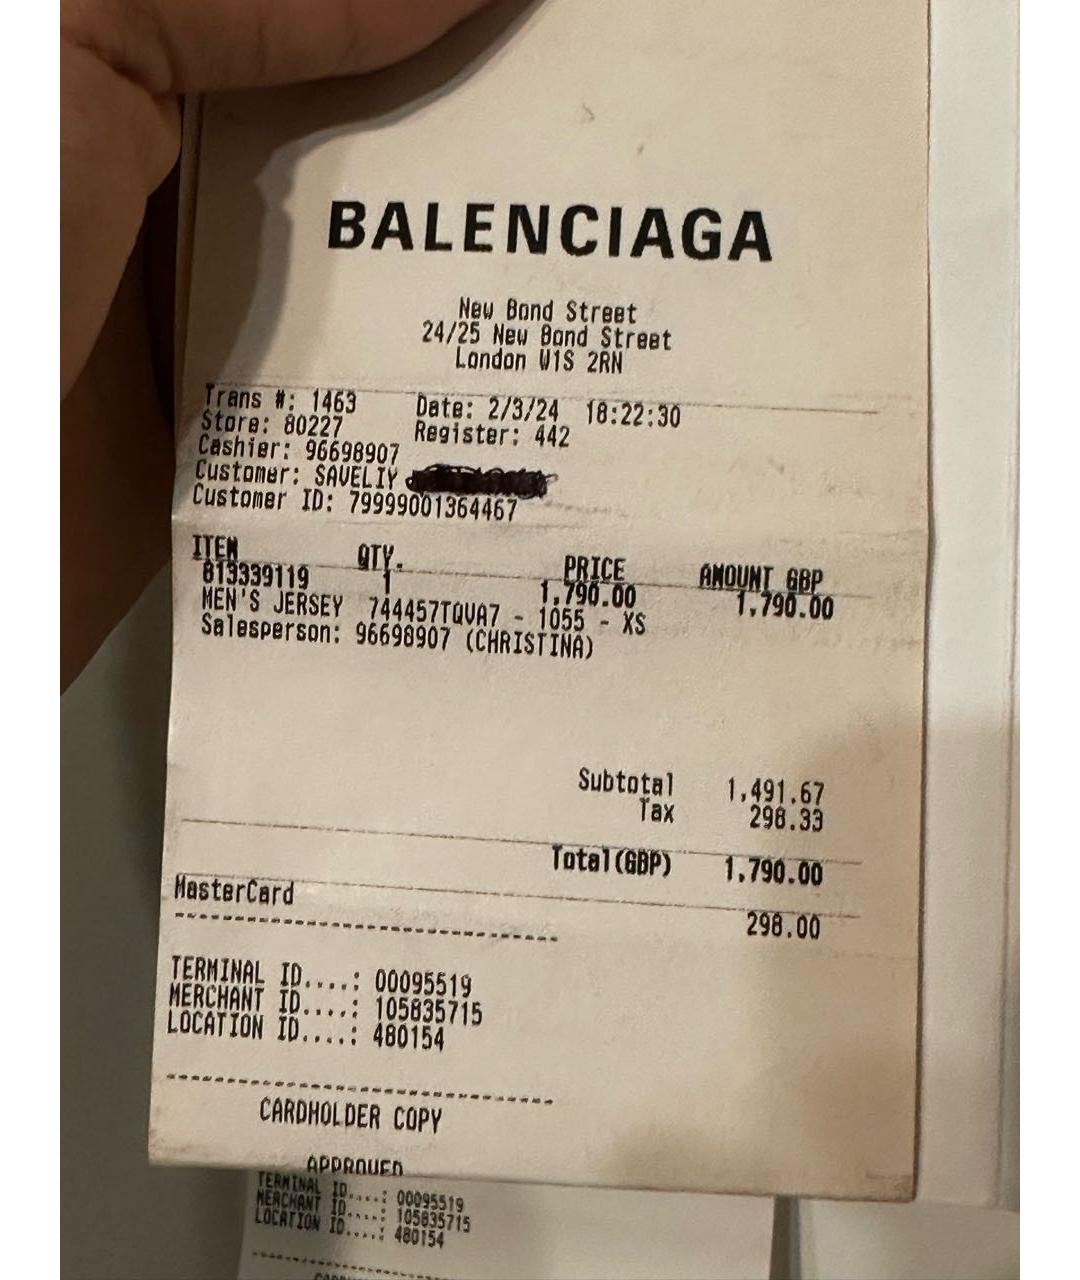 BALENCIAGA
New Bond Street
24/25 New Bond Street
London W1S 2RN
Trans #: 1463 Date: 2/3/24 18:22:30
Store: 80227 Register: 442
Cashier: 96698907
Customer: SAVELIY
Customer ID: 79999001364467
ITEM QTY. PRICE AMOUNT GBP
813339119 1 1,790.00 1,790.00
MEN'S JERSEY 744457TQVA7 - 1055 - XS
Salesperson: 96698907 (CHRISTINA)
Subtotal 1,491.67
Tax 298.33
Total(GBP) 1,790.00
MasterCard 298.00
TERMINAL ID....: 00095519
MERCHANT ID....: 105835715
LOCATION ID....: 480154
CARDHOLDER COPY
APPROVED
TERMINAL ID....: 00095519
MERCHANT ID....: 105835715
LOCATION ID....: 480154